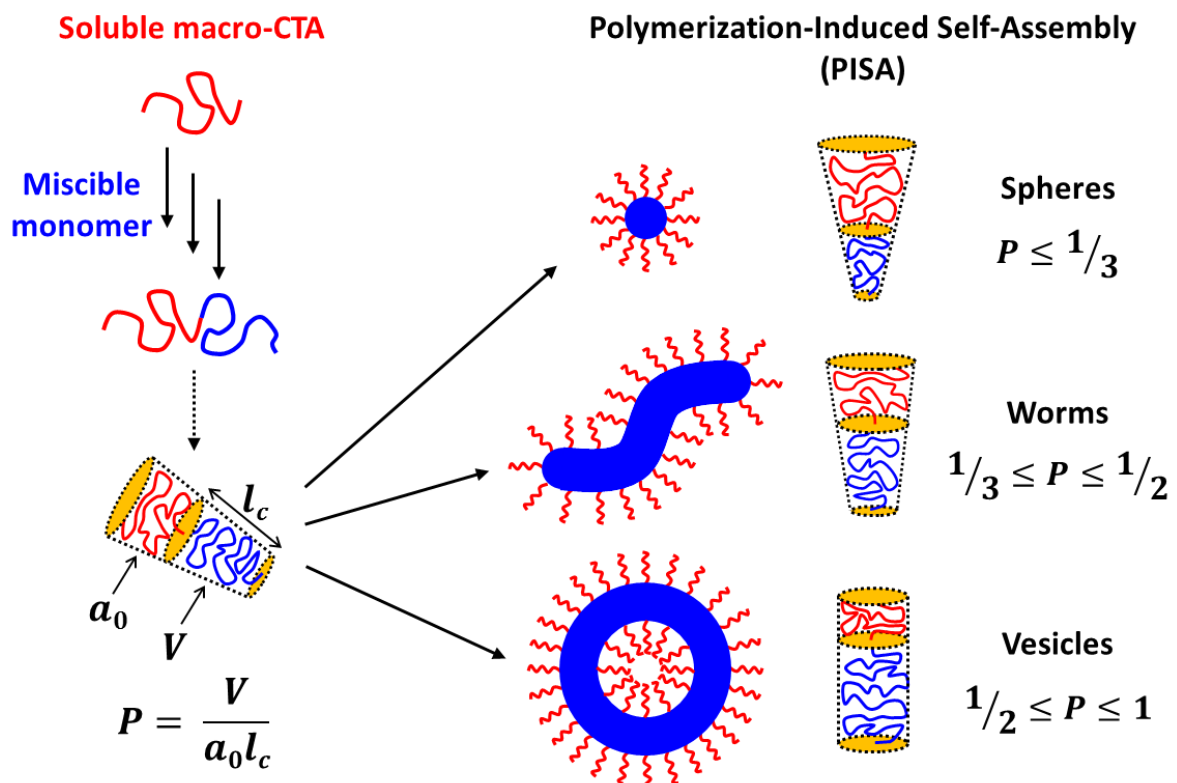 Soluble macro-CTA
Polymerization-Induced Self-Assembly
(PISA)
Miscible
monomer
Spheres
P ≤ 1/3
Worms
1/3 ≤ P ≤ 1/2
l_c
a_0
V
Vesicles
1/2 ≤ P ≤ 1
P = V / a_0 l_c